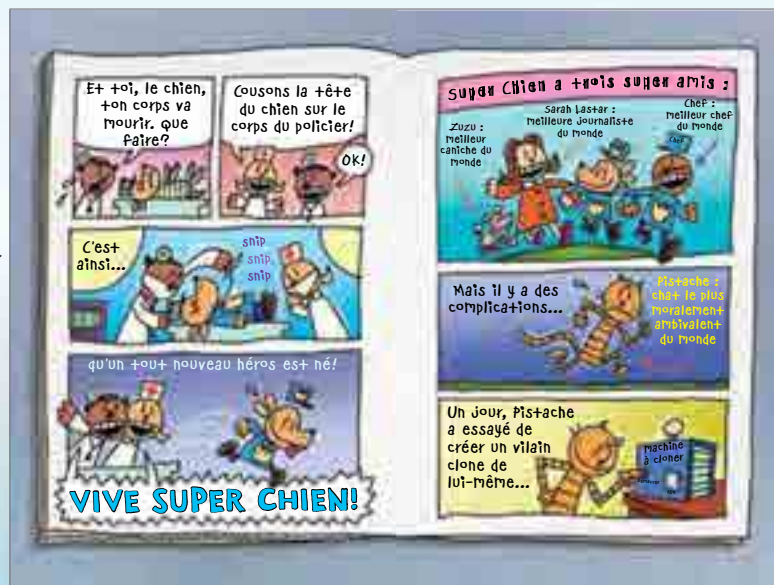 Et toi, le chien,
ton corps va
mourir. Que
faire?
Cousons la tête
du chien sur le
corps du policier!
OK!
C'est
ainsi...
snip
snip
snip
qu'un tout nouveau héros est né!
VIVE SUPER CHIEN!
Super Chien a trois super amis :
Zuzu :
meilleur
caniche du
monde
Sarah Lastar :
meilleure journaliste
du monde
Chef :
meilleur chef
du monde
Chef
Mais il y a des
complications...
Pistache :
chat le plus
moralement
ambivalent
du monde
Un jour, Pistache
a essayé de
créer un vilain
clone de
lui-même...
machine
à cloner